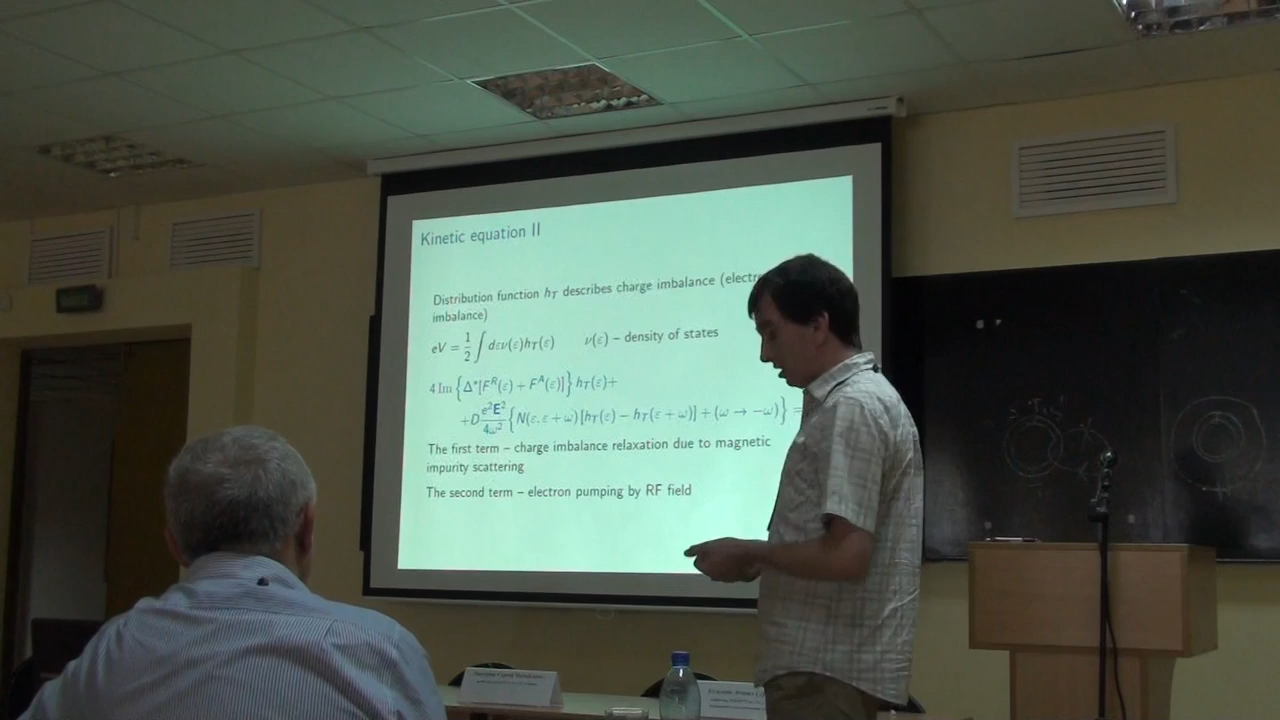 Kinetic equation II
Distribution function h_T describes charge imbalance (electr
imbalance)
eV = 1/2 ∫ dεν(ε)h_T(ε) ν(ε) – density of states
4 Im {Δ*[F^R(ε) + F^A(ε)]} h_T(ε)+
+D e²E²/4ω² {N(ε, ε + ω)[h_T(ε) − h_T(ε + ω)] + (ω → −ω)} =
The first term – charge imbalance relaxation due to magnetic
impurity scattering
The second term – electron pumping by RF field